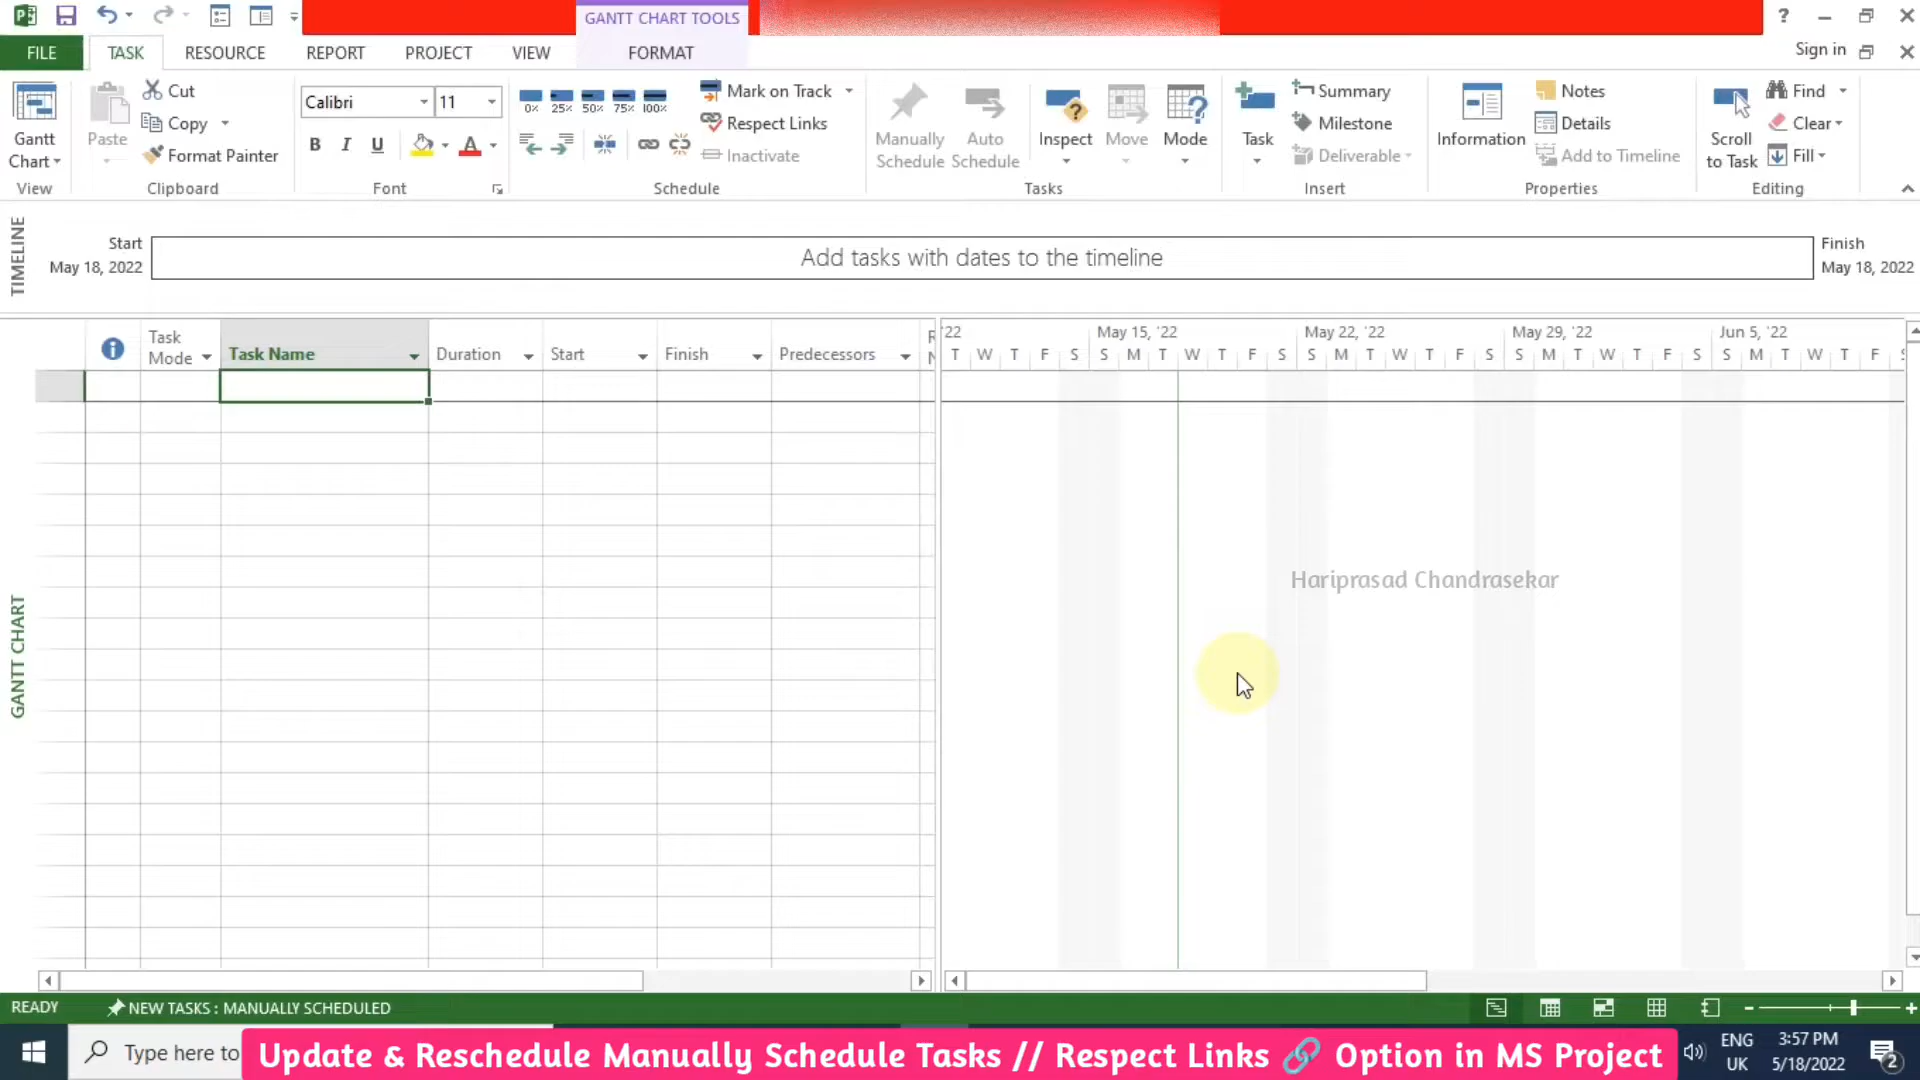 GANTT CHART TOOLS
?
FILE
TASK
RESOURCE
REPORT
PROJECT
VIEW
FORMAT
Sign in
Gantt
Chart
View
Paste
Cut
Copy
Format Painter
Clipboard
Calibri
11
B I U A
Font
0% 25% 50% 75% 100%
Mark on Track
Respect Links
Inactivate
Schedule
Manually
Schedule
Auto
Schedule
Inspect
Move
Mode
Tasks
Task
Summary
Milestone
Deliverable
Insert
Information
Notes
Details
Add to Timeline
Properties
Scroll
to Task
Find
Clear
Fill
Editing
TIMELINE
Start
May 18, 2022
Add tasks with dates to the timeline
Finish
May 18, 2022
Task
Mode
Task Name
Duration
Start
Finish
Predecessors
'22
May 15, '22
May 22, '22
May 29, '22
Jun 5, '22
T W T F S S M T W T F S S M T W T F S S M T W T F S S M T W T F S
GANTT CHART
Hariprasad Chandrasekar
READY
NEW TASKS : MANUALLY SCHEDULED
Type here to
Update & Reschedule Manually Schedule Tasks // Respect Links 🔗 Option in MS Project
ENG
UK
3:57 PM
5/18/2022
2